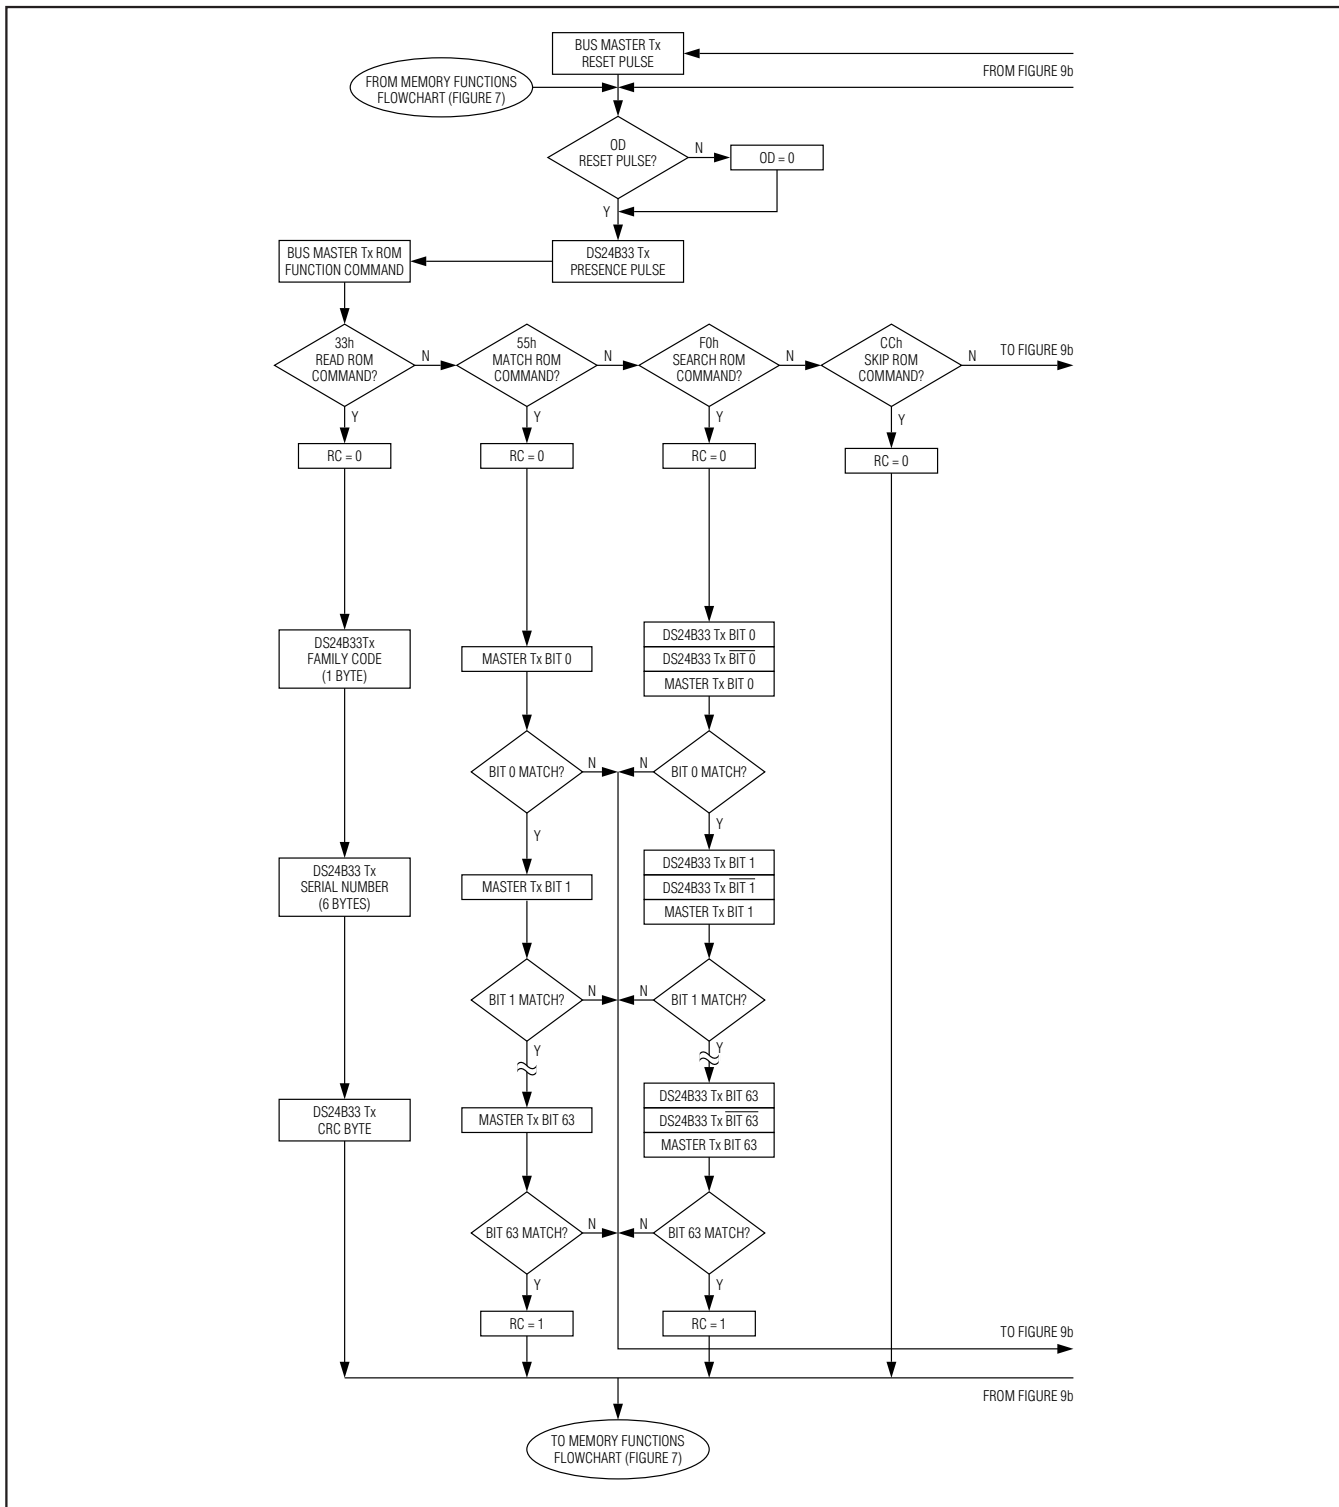 BUS MASTER Tx
RESET PULSE
FROM FIGURE 9b
FROM MEMORY FUNCTIONS
FLOWCHART (FIGURE 7)
OD
RESET PULSE?
N
OD = 0
Y
BUS MASTER Tx ROM
FUNCTION COMMAND
DS24B33 Tx
PRESENCE PULSE
33h
READ ROM
COMMAND?
N
55h
MATCH ROM
COMMAND?
N
F0h
SEARCH ROM
COMMAND?
N
CCh
SKIP ROM
COMMAND?
N
TO FIGURE 9b
Y
Y
Y
Y
RC = 0
RC = 0
RC = 0
RC = 0
DS24B33Tx
FAMILY CODE
(1 BYTE)
MASTER Tx BIT 0
DS24B33 Tx BIT 0
DS24B33 Tx B̅I̅T̅ ̅0̅
MASTER Tx BIT 0
BIT 0 MATCH?
N
N
BIT 0 MATCH?
Y
Y
DS24B33 Tx
SERIAL NUMBER
(6 BYTES)
MASTER Tx BIT 1
DS24B33 Tx BIT 1
DS24B33 Tx B̅I̅T̅ ̅1̅
MASTER Tx BIT 1
BIT 1 MATCH?
N
N
BIT 1 MATCH?
Y
Y
DS24B33 Tx
CRC BYTE
MASTER Tx BIT 63
DS24B33 Tx BIT 63
DS24B33 Tx B̅I̅T̅ ̅6̅3̅
MASTER Tx BIT 63
BIT 63 MATCH?
N
N
BIT 63 MATCH?
Y
Y
RC = 1
RC = 1
TO FIGURE 9b
FROM FIGURE 9b
TO MEMORY FUNCTIONS
FLOWCHART (FIGURE 7)